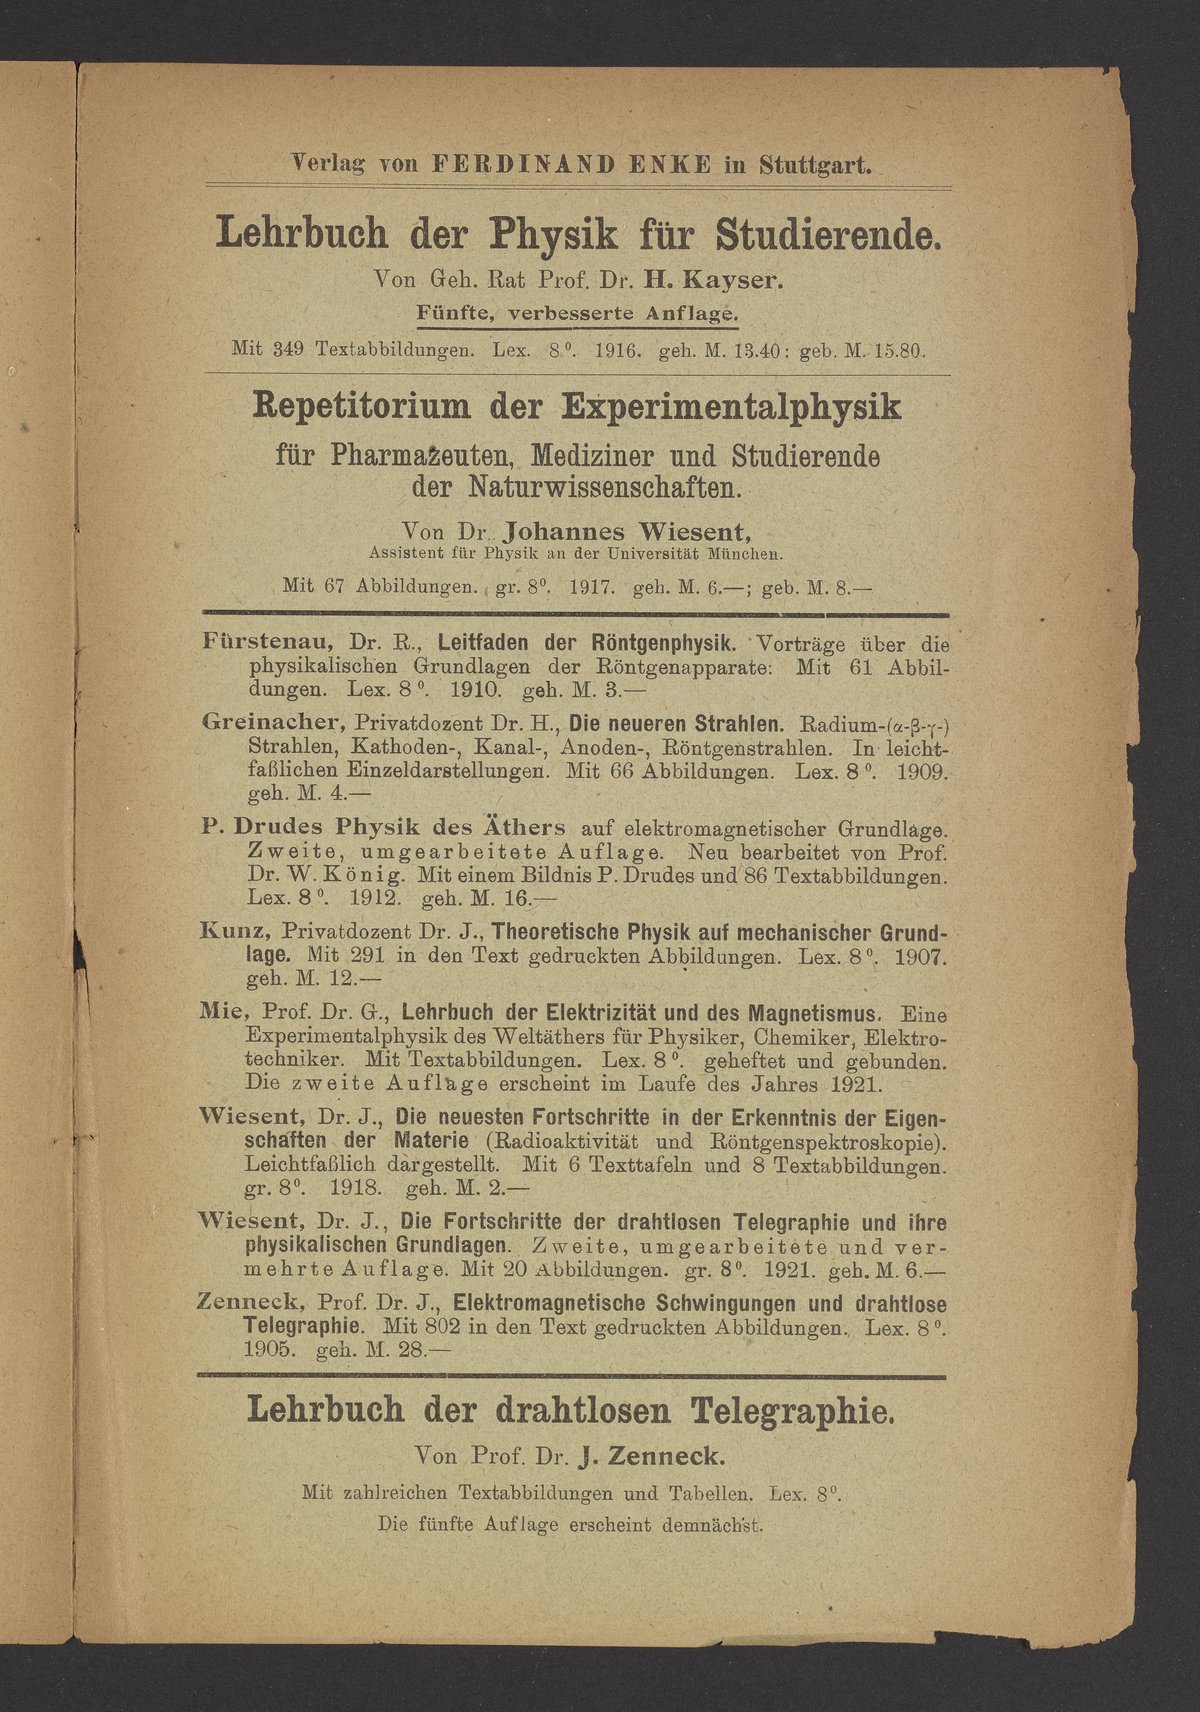 Verlag von FERDINAND ENKE in Stuttgart.
Lehrbuch der Physik für Studierende.
Von Geh. Rat Prof. Dr. H. Kayser.
Fünfte, verbesserte Anflage.
Mit 349 Textabbildungen. Lex. 8⁰. 1916. geh. M. 13.40; geb. M. 15.80.
Repetitorium der Experimentalphysik
für Pharmazeuten, Mediziner und Studierende
der Naturwissenschaften.
Von Dr. Johannes Wiesent,
Assistent für Physik an der Universität München.
Mit 67 Abbildungen. gr. 8⁰. 1917. geh. M. 6.—; geb. M. 8.—
Fürstenau, Dr. R., Leitfaden der Röntgenphysik. Vorträge über die
physikalischen Grundlagen der Röntgenapparate: Mit 61 Abbil-
dungen. Lex. 8⁰. 1910. geh. M. 3.—
Greinacher, Privatdozent Dr. H., Die neueren Strahlen. Radium-(α-β-γ-)
Strahlen, Kathoden-, Kanal-, Anoden-, Röntgenstrahlen. In leicht-
faßlichen Einzeldarstellungen. Mit 66 Abbildungen. Lex. 8⁰. 1909.
geh. M. 4.—
P. Drudes Physik des Äthers auf elektromagnetischer Grundlage.
Zweite, umgearbeitete Auflage. Neu bearbeitet von Prof.
Dr. W. König. Mit einem Bildnis P. Drudes und 86 Textabbildungen.
Lex. 8⁰. 1912. geh. M. 16.—
Kunz, Privatdozent Dr. J., Theoretische Physik auf mechanischer Grund-
lage. Mit 291 in den Text gedruckten Abbildungen. Lex. 8⁰. 1907.
geh. M. 12.—
Mie, Prof. Dr. G., Lehrbuch der Elektrizität und des Magnetismus. Eine
Experimentalphysik des Weltäthers für Physiker, Chemiker, Elektro-
techniker. Mit Textabbildungen. Lex. 8⁰. geheftet und gebunden.
Die zweite Auflage erscheint im Laufe des Jahres 1921.
Wiesent, Dr. J., Die neuesten Fortschritte in der Erkenntnis der Eigen-
schaften der Materie (Radioaktivität und Röntgenspektroskopie).
Leichtfaßlich dargestellt. Mit 6 Texttafeln und 8 Textabbildungen.
gr. 8⁰. 1918. geh. M. 2.—
Wiesent, Dr. J., Die Fortschritte der drahtlosen Telegraphie und ihre
physikalischen Grundlagen. Zweite, umgearbeitete und ver-
mehrte Auflage. Mit 20 Abbildungen. gr. 8⁰. 1921. geh. M. 6.—
Zenneck, Prof. Dr. J., Elektromagnetische Schwingungen und drahtlose
Telegraphie. Mit 802 in den Text gedruckten Abbildungen. Lex. 8⁰.
1905. geh. M. 28.—
Lehrbuch der drahtlosen Telegraphie.
Von Prof. Dr. J. Zenneck.
Mit zahlreichen Textabbildungen und Tabellen. Lex. 8⁰.
Die fünfte Auflage erscheint demnächst.